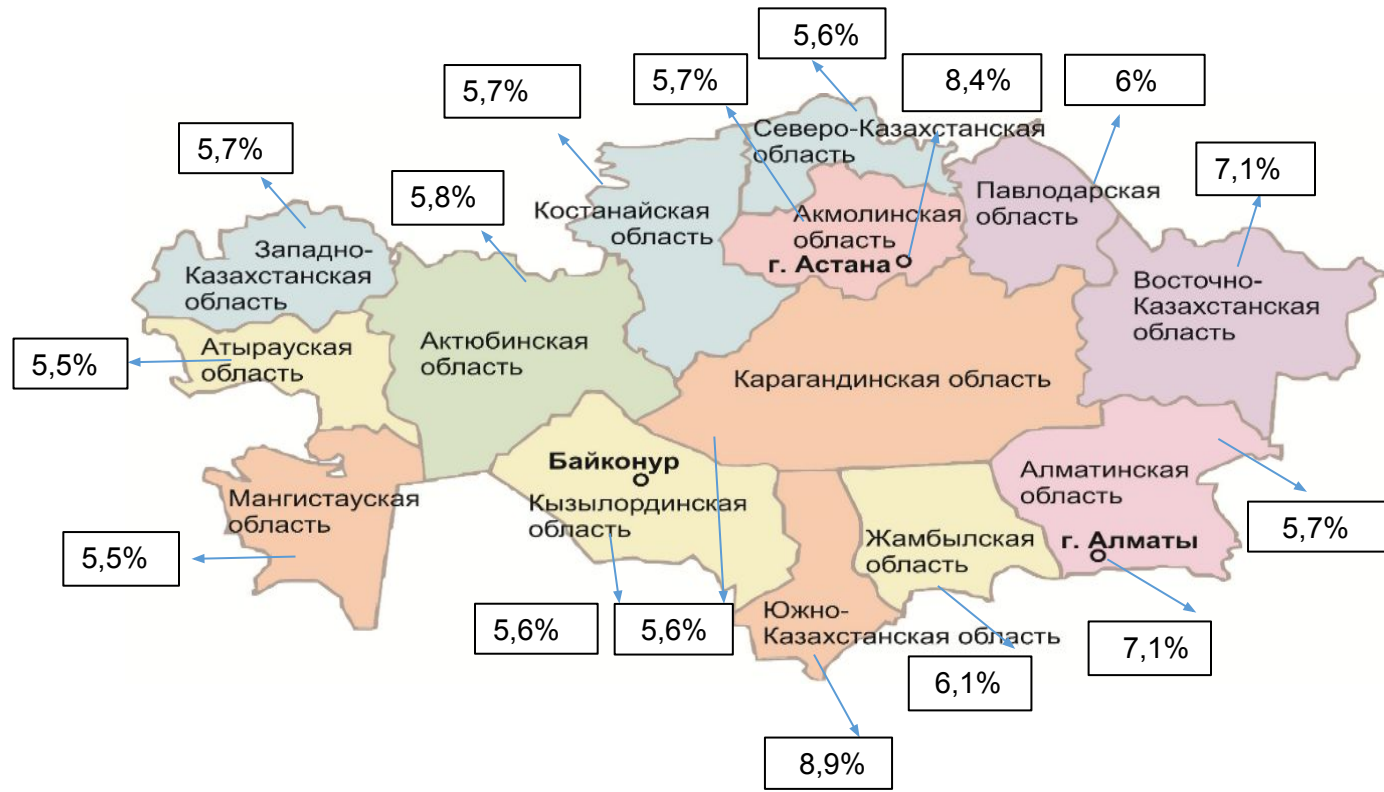 5,6%
5,7%
5,7%
8,4%
6%
5,7%
5,8%
7,1%
Северо-Казахстанская
область
Павлодарская
область
Костанайская
область
Акмолинская
область
г. Астана
Западно-
Казахстанская
область
Восточно-
Казахстанская
область
5,5%
Атырауская
область
Актюбинская
область
Карагандинская область
Байконур
Кызылординская
область
Алматинская
область
Мангистауская
область
5,7%
г. Алматы
Жамбылская
область
5,5%
5,6%
5,6%
Южно-
Казахстанская область
7,1%
6,1%
8,9%